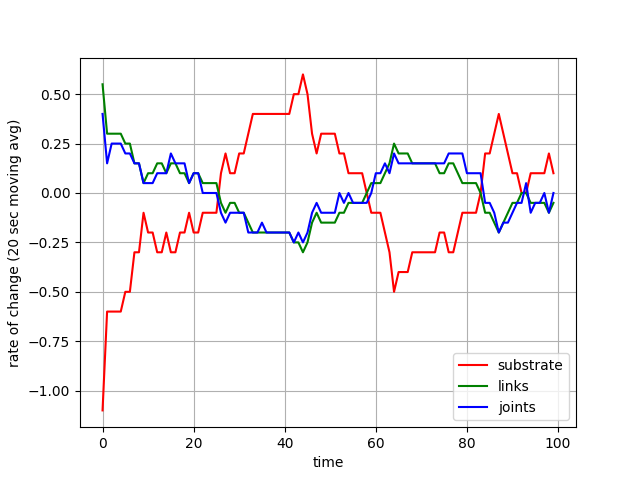 rate of change (20 sec moving avg)
0.50
0.25
0.00
−0.25
−0.50
−0.75
−1.00
0
20
40
60
80
100
time
substrate
links
joints